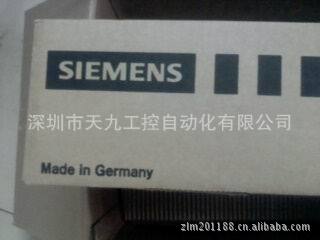 SIEMENS
深圳市天九工控自动化有限公司
Made in Germany
zlm201188.cn.alibaba.com